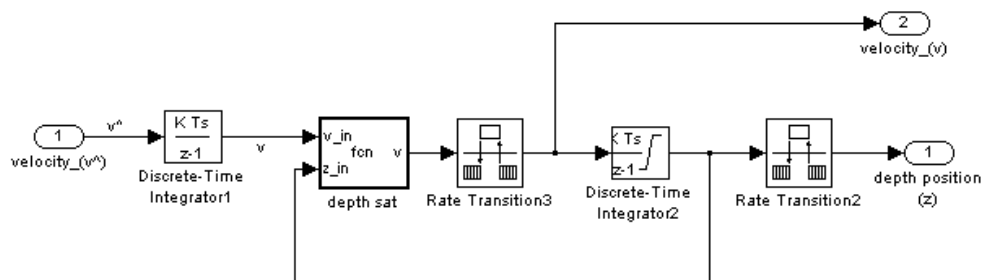 2
velocity_(v)
1
v^
velocity_(v^)
K Ts
z-1
Discrete-Time
Integrator1
v
v_in
z_in
fcn
v
depth sat
Rate Transition3
K Ts
z-1
Discrete-Time
Integrator2
Rate Transition2
1
depth position
(z)